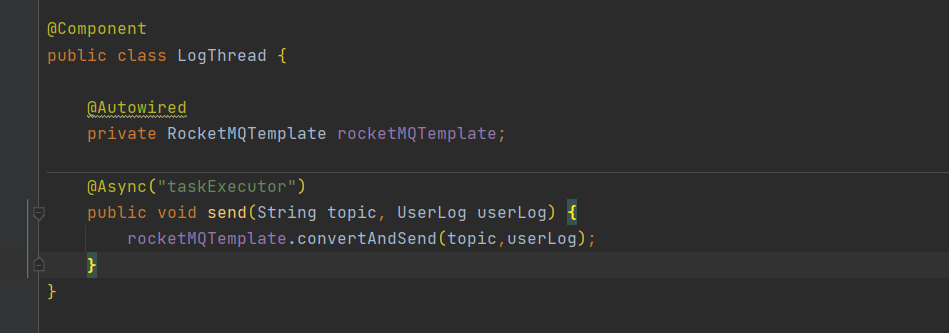 @Component
public class LogThread {
@Autowired
private RocketMQTemplate rocketMQTemplate;
@Async("taskExecutor")
public void send(String topic, UserLog userLog) {
rocketMQTemplate.convertAndSend(topic,userLog);
}
}